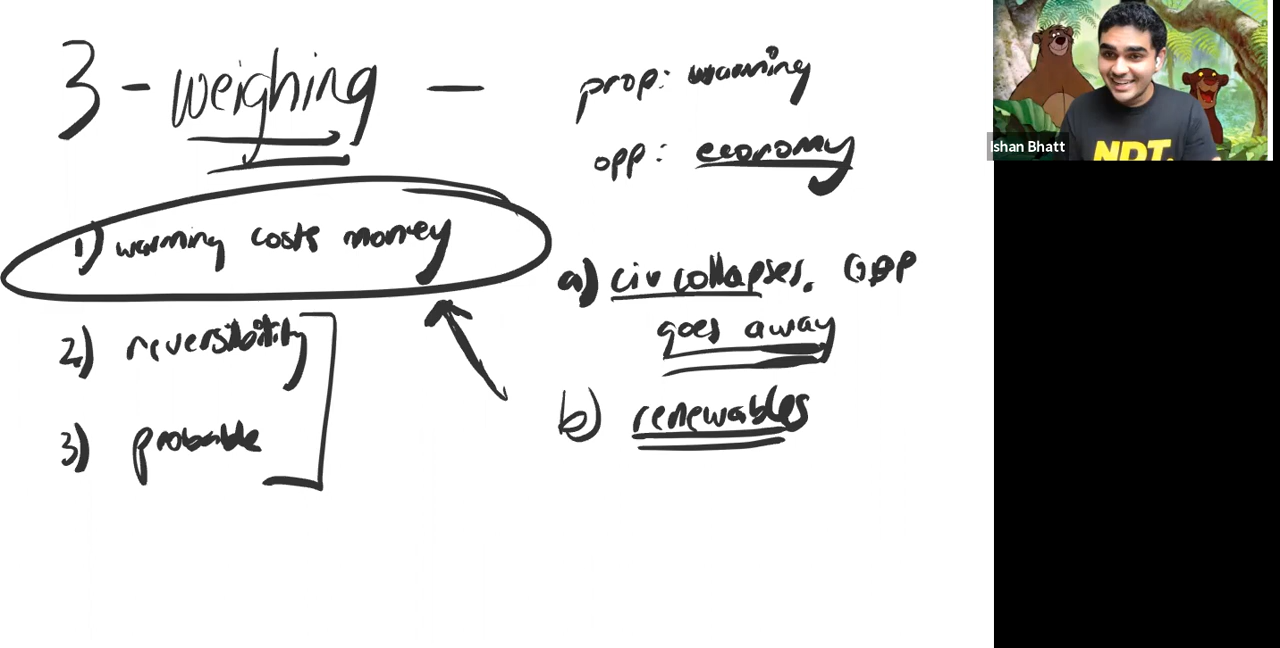 3 - weighing -
prop: warming
opp: economy
1) warming costs money
2) reversibility
3) probable
a) civ collapses. GDP
goes away
b) renewables
Ishan Bhatt
NDT.